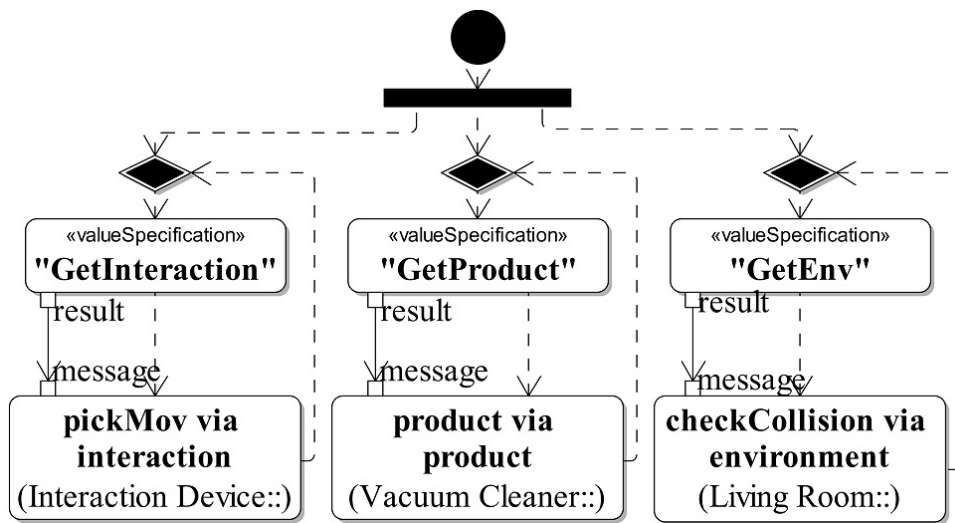 «valueSpecification»
"GetInteraction"
result
message
pickMov via
interaction
(Interaction Device::)
«valueSpecification»
"GetProduct"
result
message
product via
product
(Vacuum Cleaner::)
«valueSpecification»
"GetEnv"
result
message
checkCollision via
environment
(Living Room::)